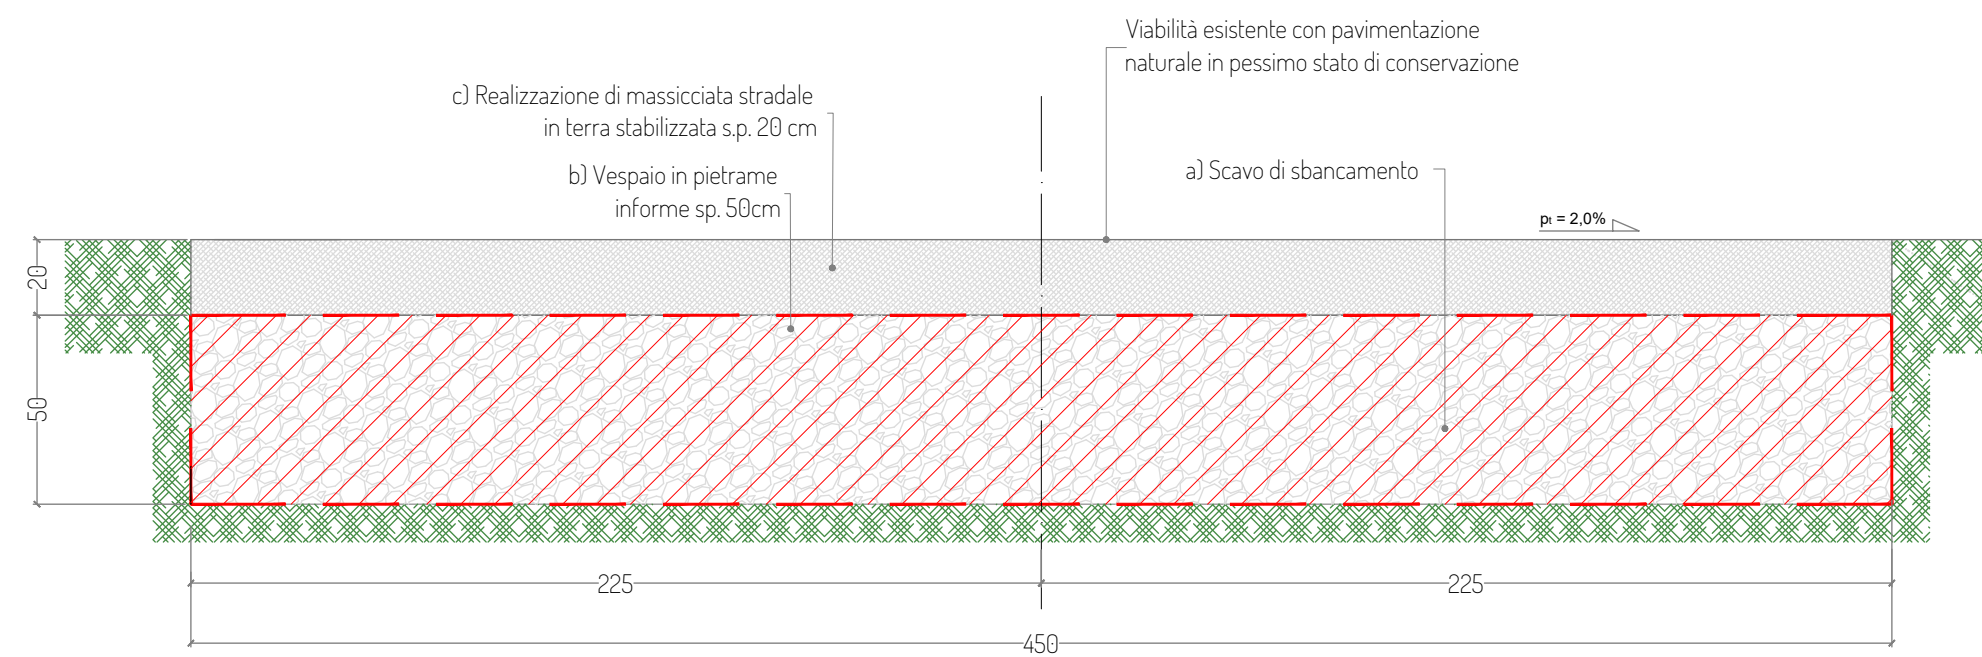 Viabilità esistente con pavimentazione
naturale in pessimo stato di conservazione
c) Realizzazione di massicciata stradale
in terra stabilizzata s.p. 20 cm
b) Vespaio in pietrame
informe sp. 50cm
a) Scavo di sbancamento
pt = 2,0%
20
50
225
225
450